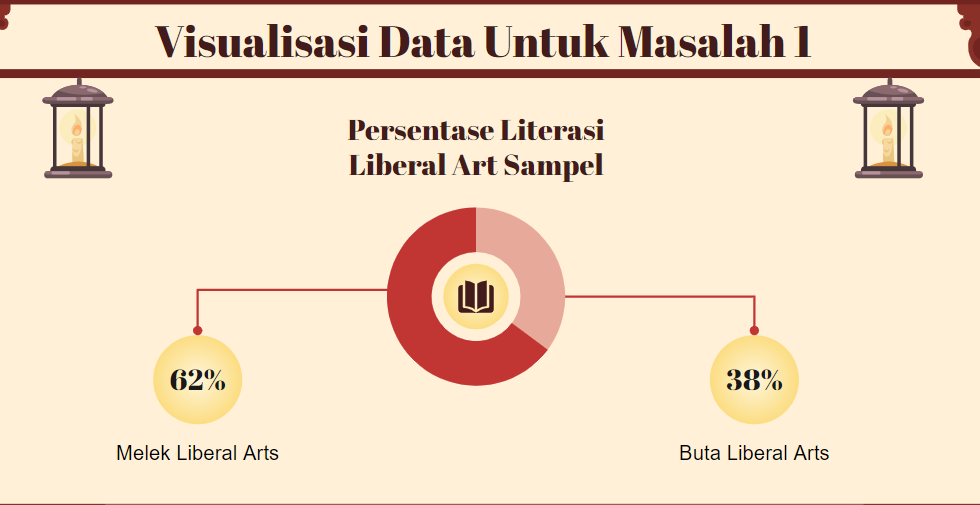 Visualisasi Data Untuk Masalah 1
Persentase Literasi
Liberal Art Sampel
62%
38%
Melek Liberal Arts
Buta Liberal Arts